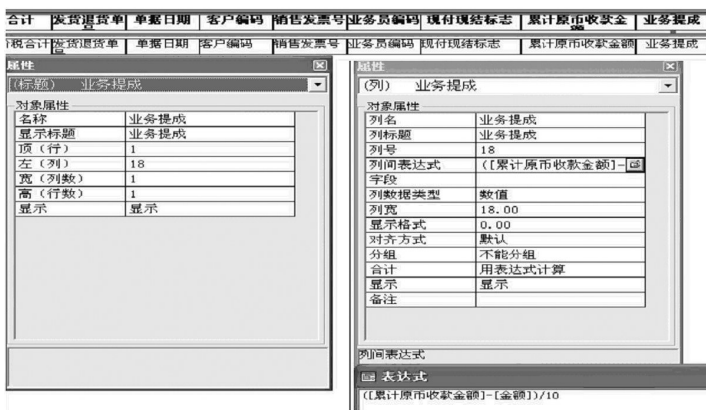 合计 发货退货单 单据日期 客户编码 销售发票号 业务员编码 现付现结标志 累计原币收款金额 业务提成
税合计 发货退货单 单据日期 客户编码 销售发票号 业务员编码 现付现结标志 累计原币收款金额 业务提成
属性
(标题) 业务提成
对象属性
名称 业务提成
显示标题 业务提成
顶（行） 1
左（列） 18
宽（列数） 1
高（行数） 1
显示 显示
属性
(列) 业务提成
对象属性
列名 业务提成
列标题 业务提成
列号 18
列间表达式 ([累计原币收款金额]-
字段
列数据类型 数值
列宽 18.00
显示格式 0.00
对齐方式 默认
分组 不能分组
合计 用表达式计算
显示 显示
备注
列间表达式
表达式
([累计原币收款金额]-[金额])/10